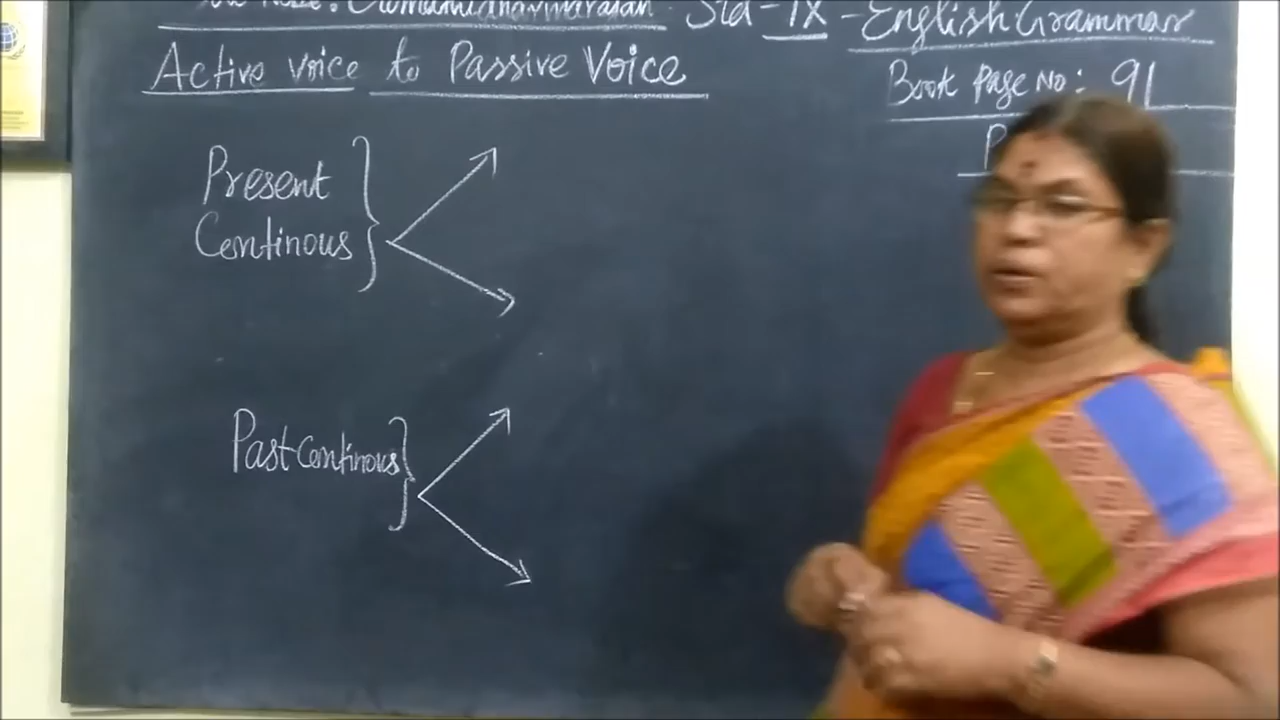 Std-IX - English Grammar
Active voice to Passive Voice
Book Page No: 91
Present
Continous
Past Continous